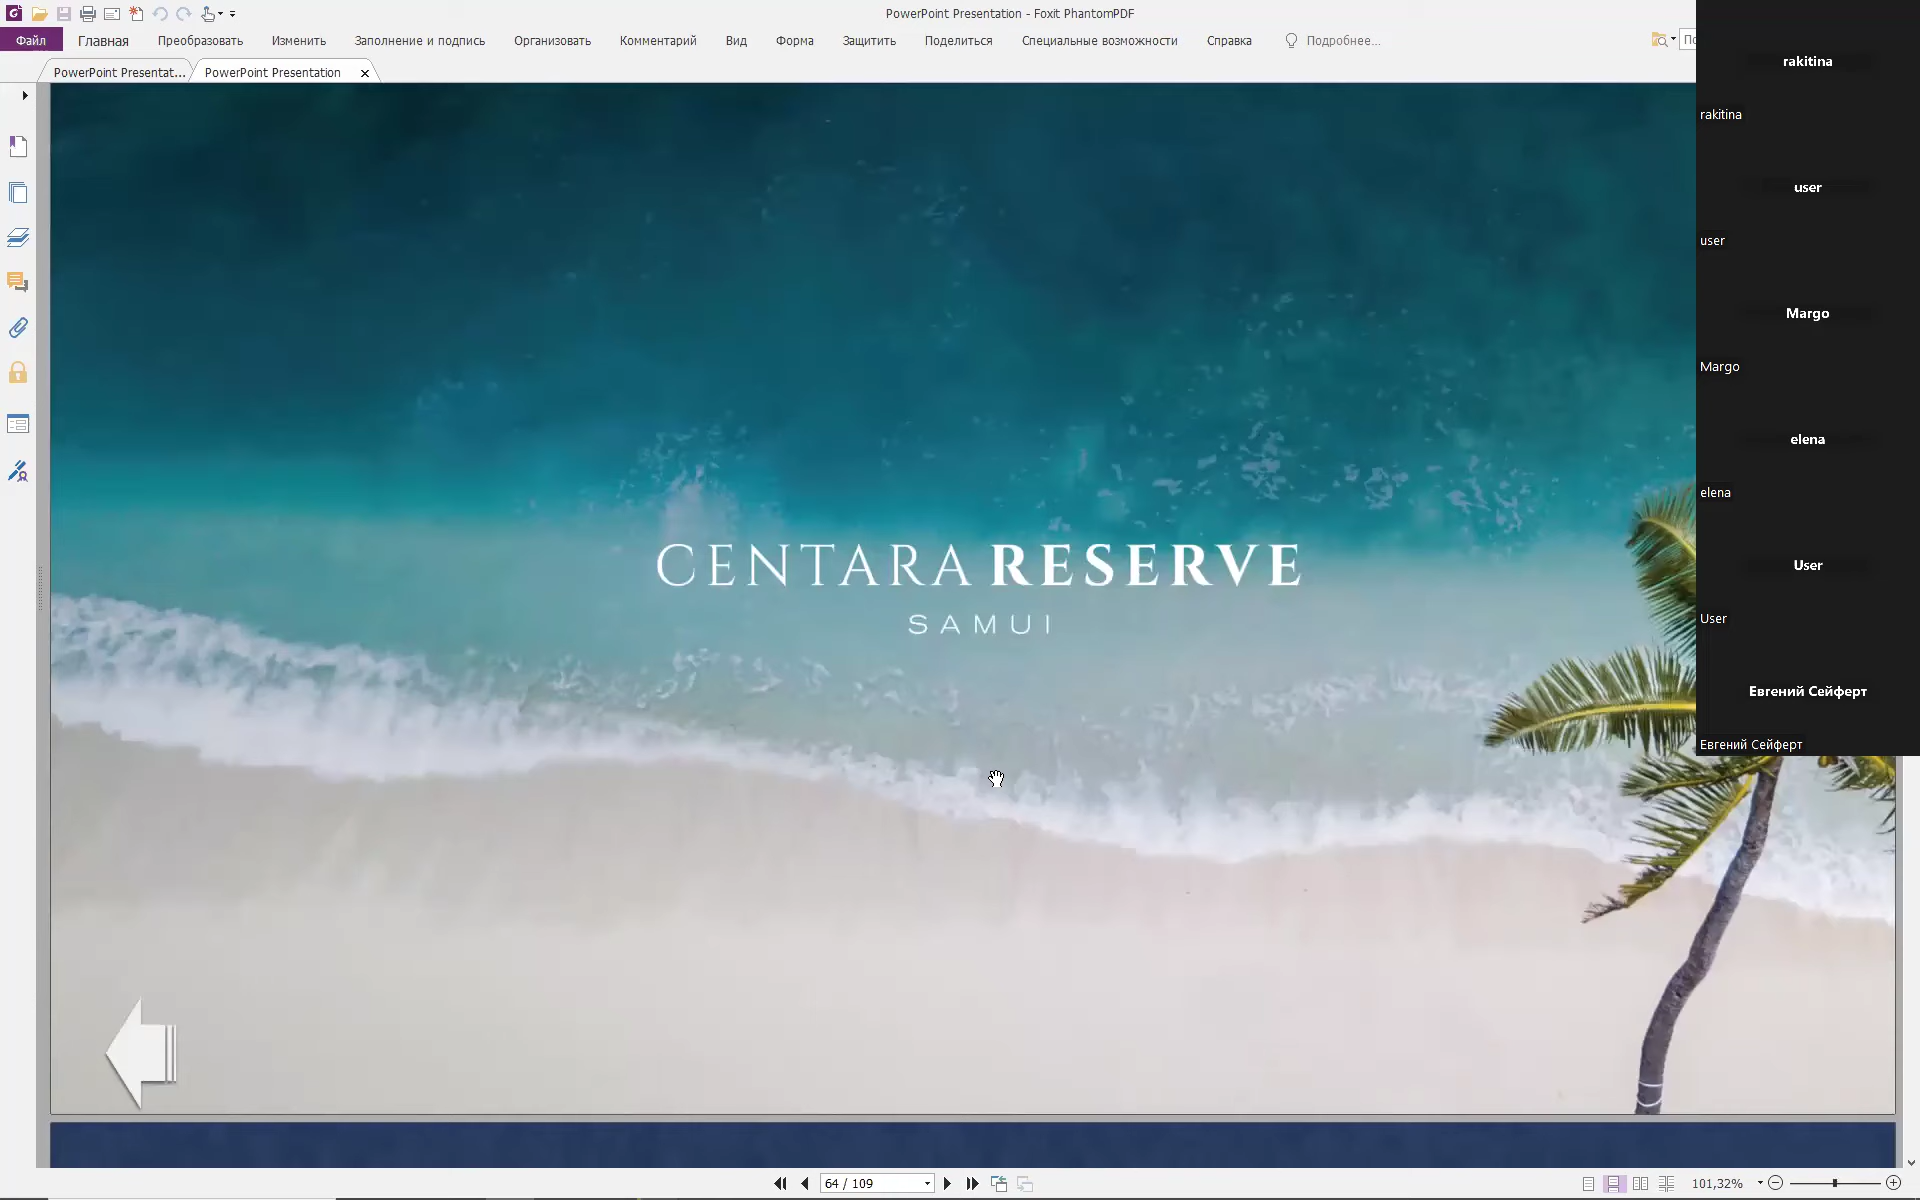 PowerPoint Presentation - Foxit PhantomPDF
Файл Главная Преобразовать Изменить Заполнение и подпись Организовать Комментарий Вид Форма Защитить Поделиться Специальные возможности Справка Подробнее...
PowerPoint Presentat... PowerPoint Presentation
rakitina
rakitina
user
user
Margo
Margo
elena
elena
User
User
Евгений Сейферт
Евгений Сейферт
CENTARA RESERVE
SAMUI
64 / 109
101,32%